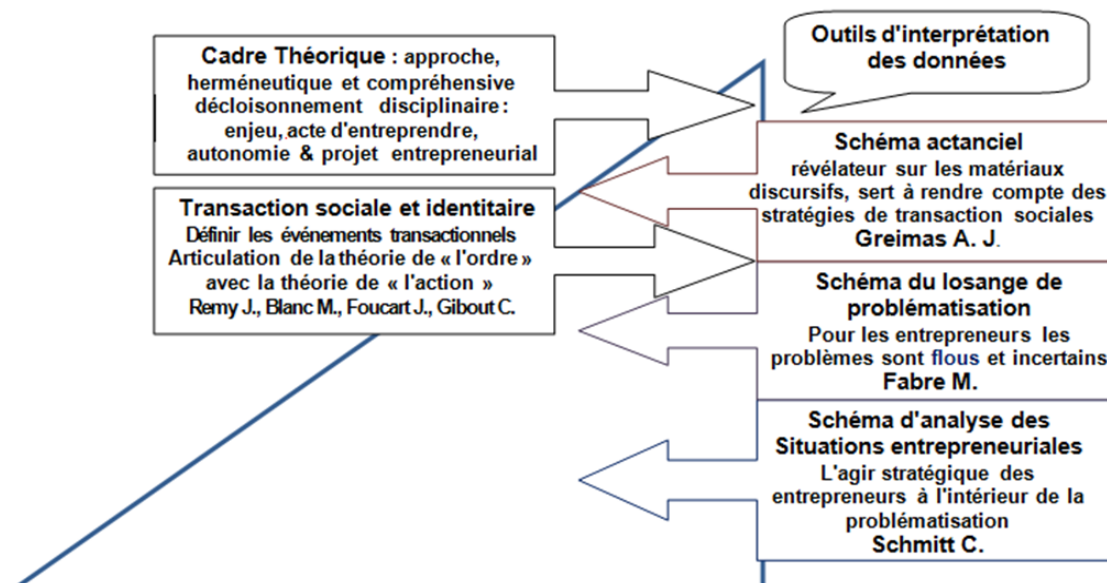 Cadre Théorique : approche,
herméneutique et compréhensive
décloisonnement disciplinaire :
enjeu, acte d'entreprendre,
autonomie & projet entrepreneurial
Transaction sociale et identitaire
Définir les événements transactionnels
Articulation de la théorie de « l'ordre »
avec la théorie de « l'action »
Remy J., Blanc M., Foucart J., Gibout C.
Outils d'interprétation
des données
Schéma actanciel
révélateur sur les matériaux
discursifs, sert à rendre compte des
stratégies de transaction sociales
Greimas A. J.
Schéma du losange de
problématisation
Pour les entrepreneurs les
problèmes sont flous et incertains
Fabre M.
Schéma d'analyse des
Situations entrepreneuriales
L'agir stratégique des
entrepreneurs à l'intérieur de la
problématisation
Schmitt C.